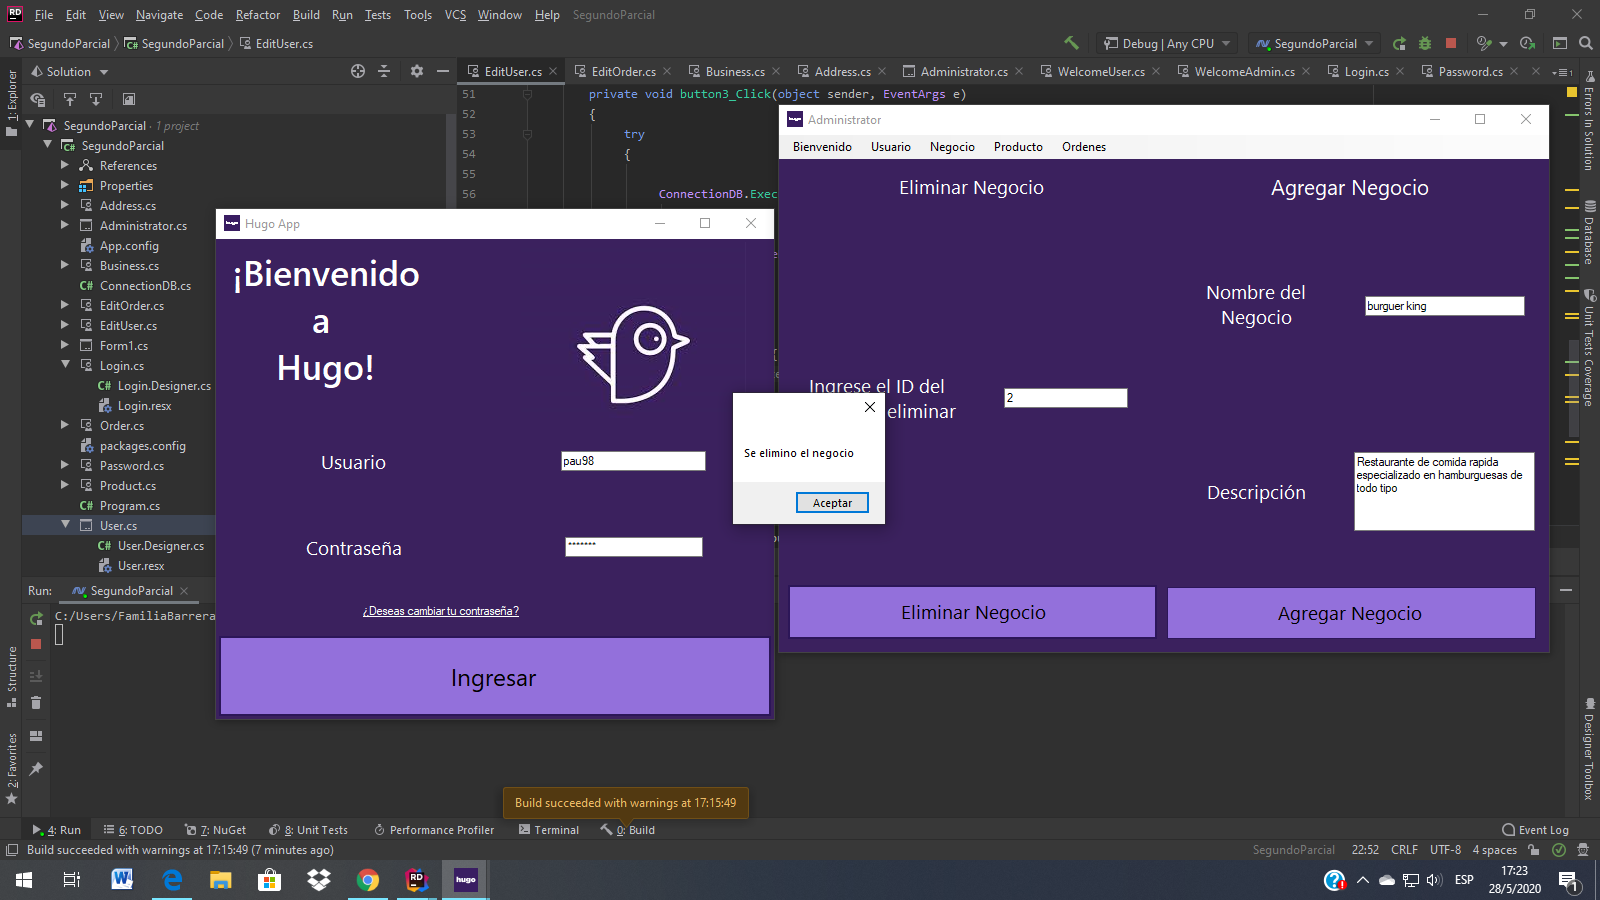 File Edit View Navigate Code Refactor Build Run Tests Tools VCS Window Help SegundoParcial
SegundoParcial SegundoParcial EditUser.cs
Debug | Any CPU SegundoParcial
Solution
EditUser.cs EditOrder.cs Business.cs Address.cs Administrator.cs WelcomeUser.cs WelcomeAdmin.cs Login.cs Password.cs
1: Explorer
SegundoParcial · 1 project
SegundoParcial
References
Properties
Address.cs
Administrator.cs
App.config
Business.cs
ConnectionDB.cs
EditOrder.cs
EditUser.cs
Form1.cs
Login.cs
Login.Designer.cs
Login.resx
Order.cs
packages.config
Password.cs
Product.cs
Program.cs
User.cs
User.Designer.cs
User.resx
51 private void button3_Click(object sender, EventArgs e)
52 {
53 try
54 {
55
56 ConnectionDB.Exec
Hugo App
¡Bienvenido
a
Hugo!
Usuario
pau98
Contraseña
*******
¿Deseas cambiar tu contraseña?
Ingresar
Administrator
Bienvenido Usuario Negocio Producto Ordenes
Eliminar Negocio
Agregar Negocio
Nombre del
Negocio
burguer king
Ingrese el ID del
eliminar
2
Descripción
Restaurante de comida rapida
especializado en hamburguesas de
todo tipo
Eliminar Negocio
Agregar Negocio
Se elimino el negocio
Aceptar
Errors In Solution
Database
Unit Tests Coverage
Designer Toolbox
Structure
2: Favorites
Run: SegundoParcial
C:/Users/FamiliaBarrera
Build succeeded with warnings at 17:15:49
4: Run 6: TODO 7: NuGet 8: Unit Tests Performance Profiler Terminal 0: Build Event Log
Build succeeded with warnings at 17:15:49 (7 minutes ago)
SegundoParcial 22:52 CRLF UTF-8 4 spaces
hugo
ESP
17:23
28/5/2020
1